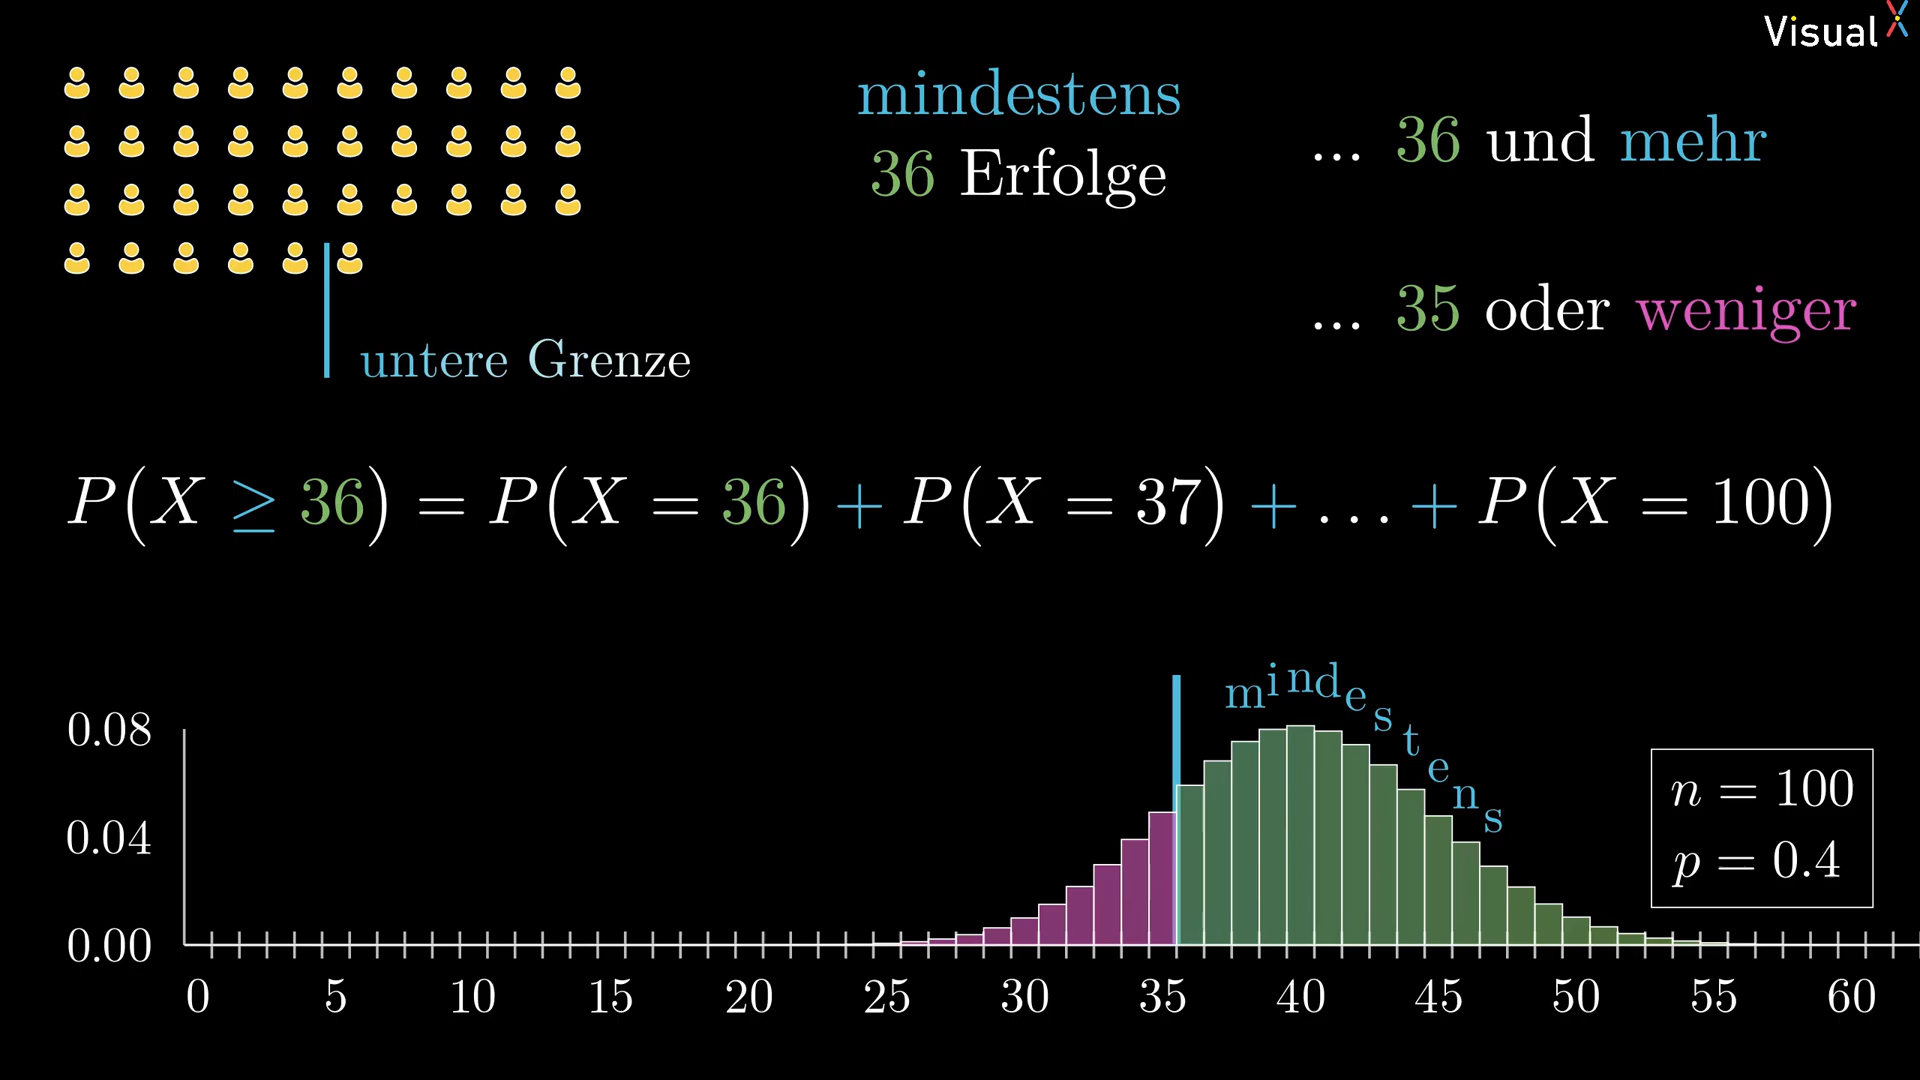 VisualX
mindestens
36 Erfolge
... 36 und mehr
... 35 oder weniger
untere Grenze
P(X ≥ 36) = P(X = 36) + P(X = 37) + ... + P(X = 100)
mindestens
0.08
0.04
0.00
n = 100
p = 0.4
0 5 10 15 20 25 30 35 40 45 50 55 60